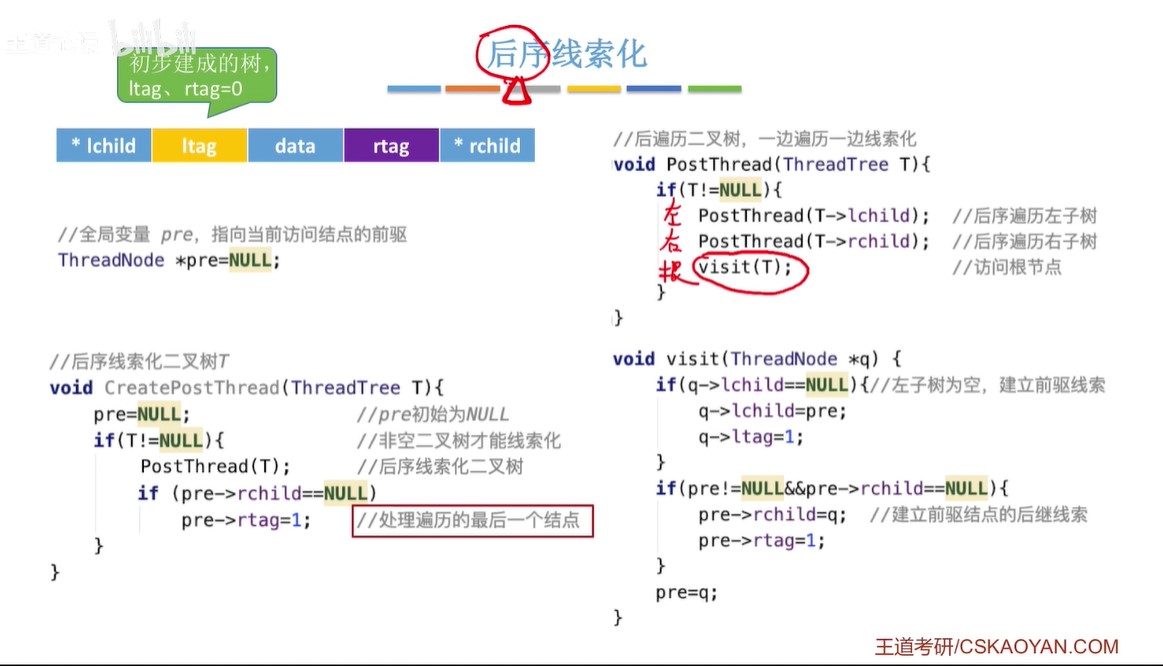 王道论坛 bilibili
后序线索化
初步建成的树，
ltag、rtag=0
* lchild ltag data rtag * rchild
//全局变量 pre，指向当前访问结点的前驱
ThreadNode *pre=NULL;
//后序线索化二叉树T
void CreatePostThread(ThreadTree T){
pre=NULL; //pre初始为NULL
if(T!=NULL){ //非空二叉树才能线索化
PostThread(T); //后序线索化二叉树
if (pre->rchild==NULL)
pre->rtag=1; //处理遍历的最后一个结点
}
}
//后遍历二叉树，一边遍历一边线索化
void PostThread(ThreadTree T){
if(T!=NULL){
左 PostThread(T->lchild); //后序遍历左子树
右 PostThread(T->rchild); //后序遍历右子树
根 visit(T); //访问根节点
}
}
void visit(ThreadNode *q) {
if(q->lchild==NULL){//左子树为空，建立前驱线索
q->lchild=pre;
q->ltag=1;
}
if(pre!=NULL&&pre->rchild==NULL){
pre->rchild=q; //建立前驱结点的后继线索
pre->rtag=1;
}
pre=q;
}
王道考研/CSKAOYAN.COM